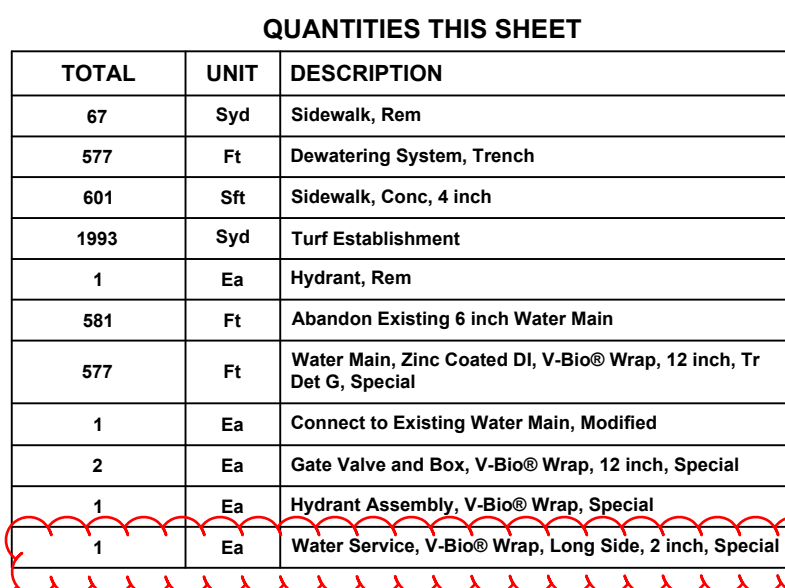 QUANTITIES THIS SHEET
TOTAL UNIT DESCRIPTION
67 Syd Sidewalk, Rem
577 Ft Dewatering System, Trench
601 Sft Sidewalk, Conc, 4 inch
1993 Syd Turf Establishment
1 Ea Hydrant, Rem
581 Ft Abandon Existing 6 inch Water Main
577 Ft Water Main, Zinc Coated DI, V-Bio® Wrap, 12 inch, Tr
Det G, Special
1 Ea Connect to Existing Water Main, Modified
2 Ea Gate Valve and Box, V-Bio® Wrap, 12 inch, Special
1 Ea Hydrant Assembly, V-Bio® Wrap, Special
1 Ea Water Service, V-Bio® Wrap, Long Side, 2 inch, Special